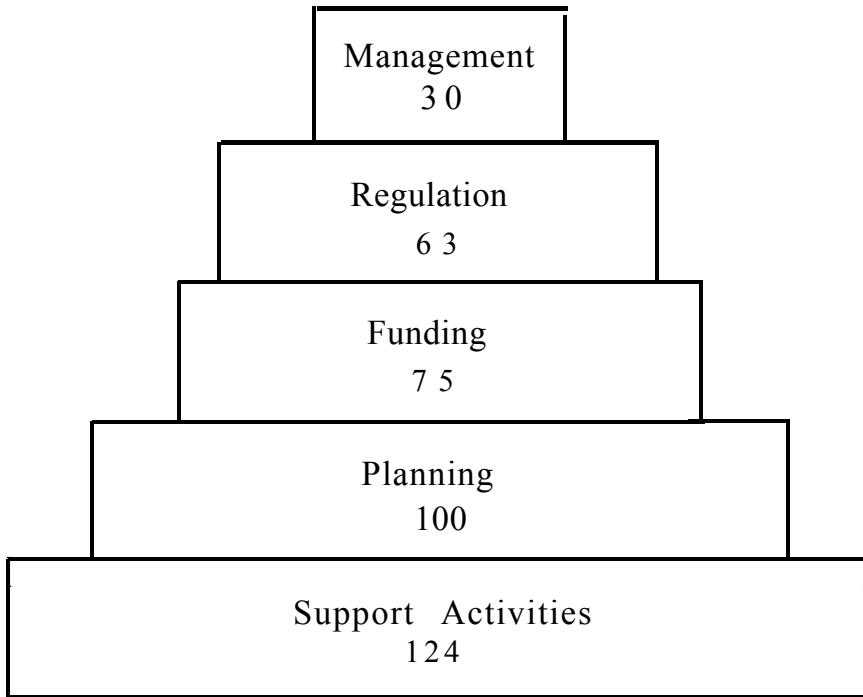 Management
30
Regulation
63
Funding
75
Planning
100
Support Activities
124